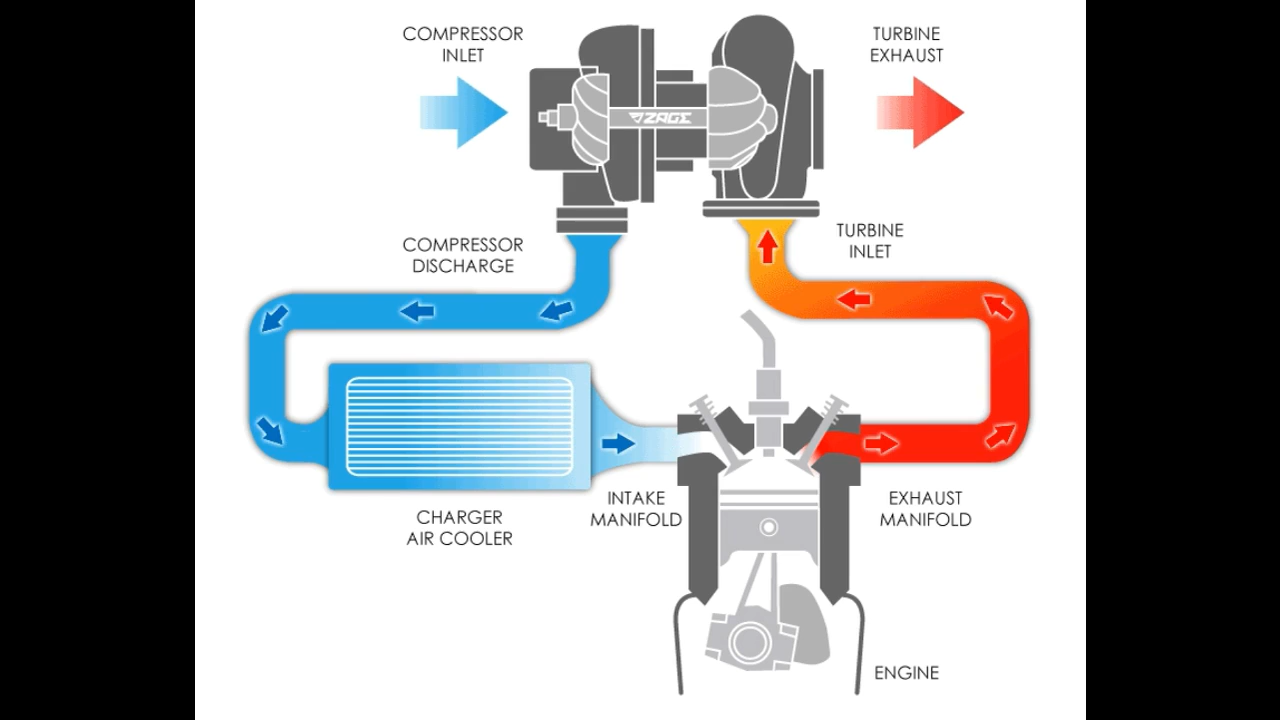 COMPRESSOR
INLET
TURBINE
EXHAUST
ZAGE
COMPRESSOR
DISCHARGE
TURBINE
INLET
INTAKE
MANIFOLD
EXHAUST
MANIFOLD
CHARGER
AIR COOLER
ENGINE